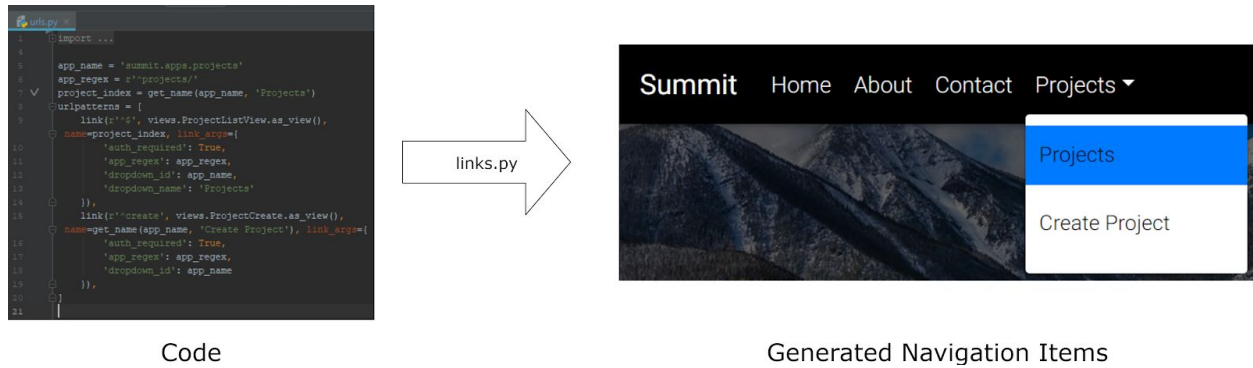 urls.py ×
1 import ...
4
5 app_name = 'summit.apps.projects'
6 app_regex = r'^projects/'
7 project_index = get_name(app_name, 'Projects')
8 urlpatterns = [
9 link(r'^$', views.ProjectListView.as_view(),
name=project_index, link_args={
10 'auth_required': True,
11 'app_regex': app_regex,
12 'dropdown_id': app_name,
13 'dropdown_name': 'Projects'
14 }),
15 link(r'^create', views.ProjectCreate.as_view(),
name=get_name(app_name, 'Create Project'), link_args={
16 'auth_required': True,
17 'app_regex': app_regex,
18 'dropdown_id': app_name
19 }),
20 ]
21
Code
links.py
Summit Home About Contact Projects
Projects
Create Project
Generated Navigation Items